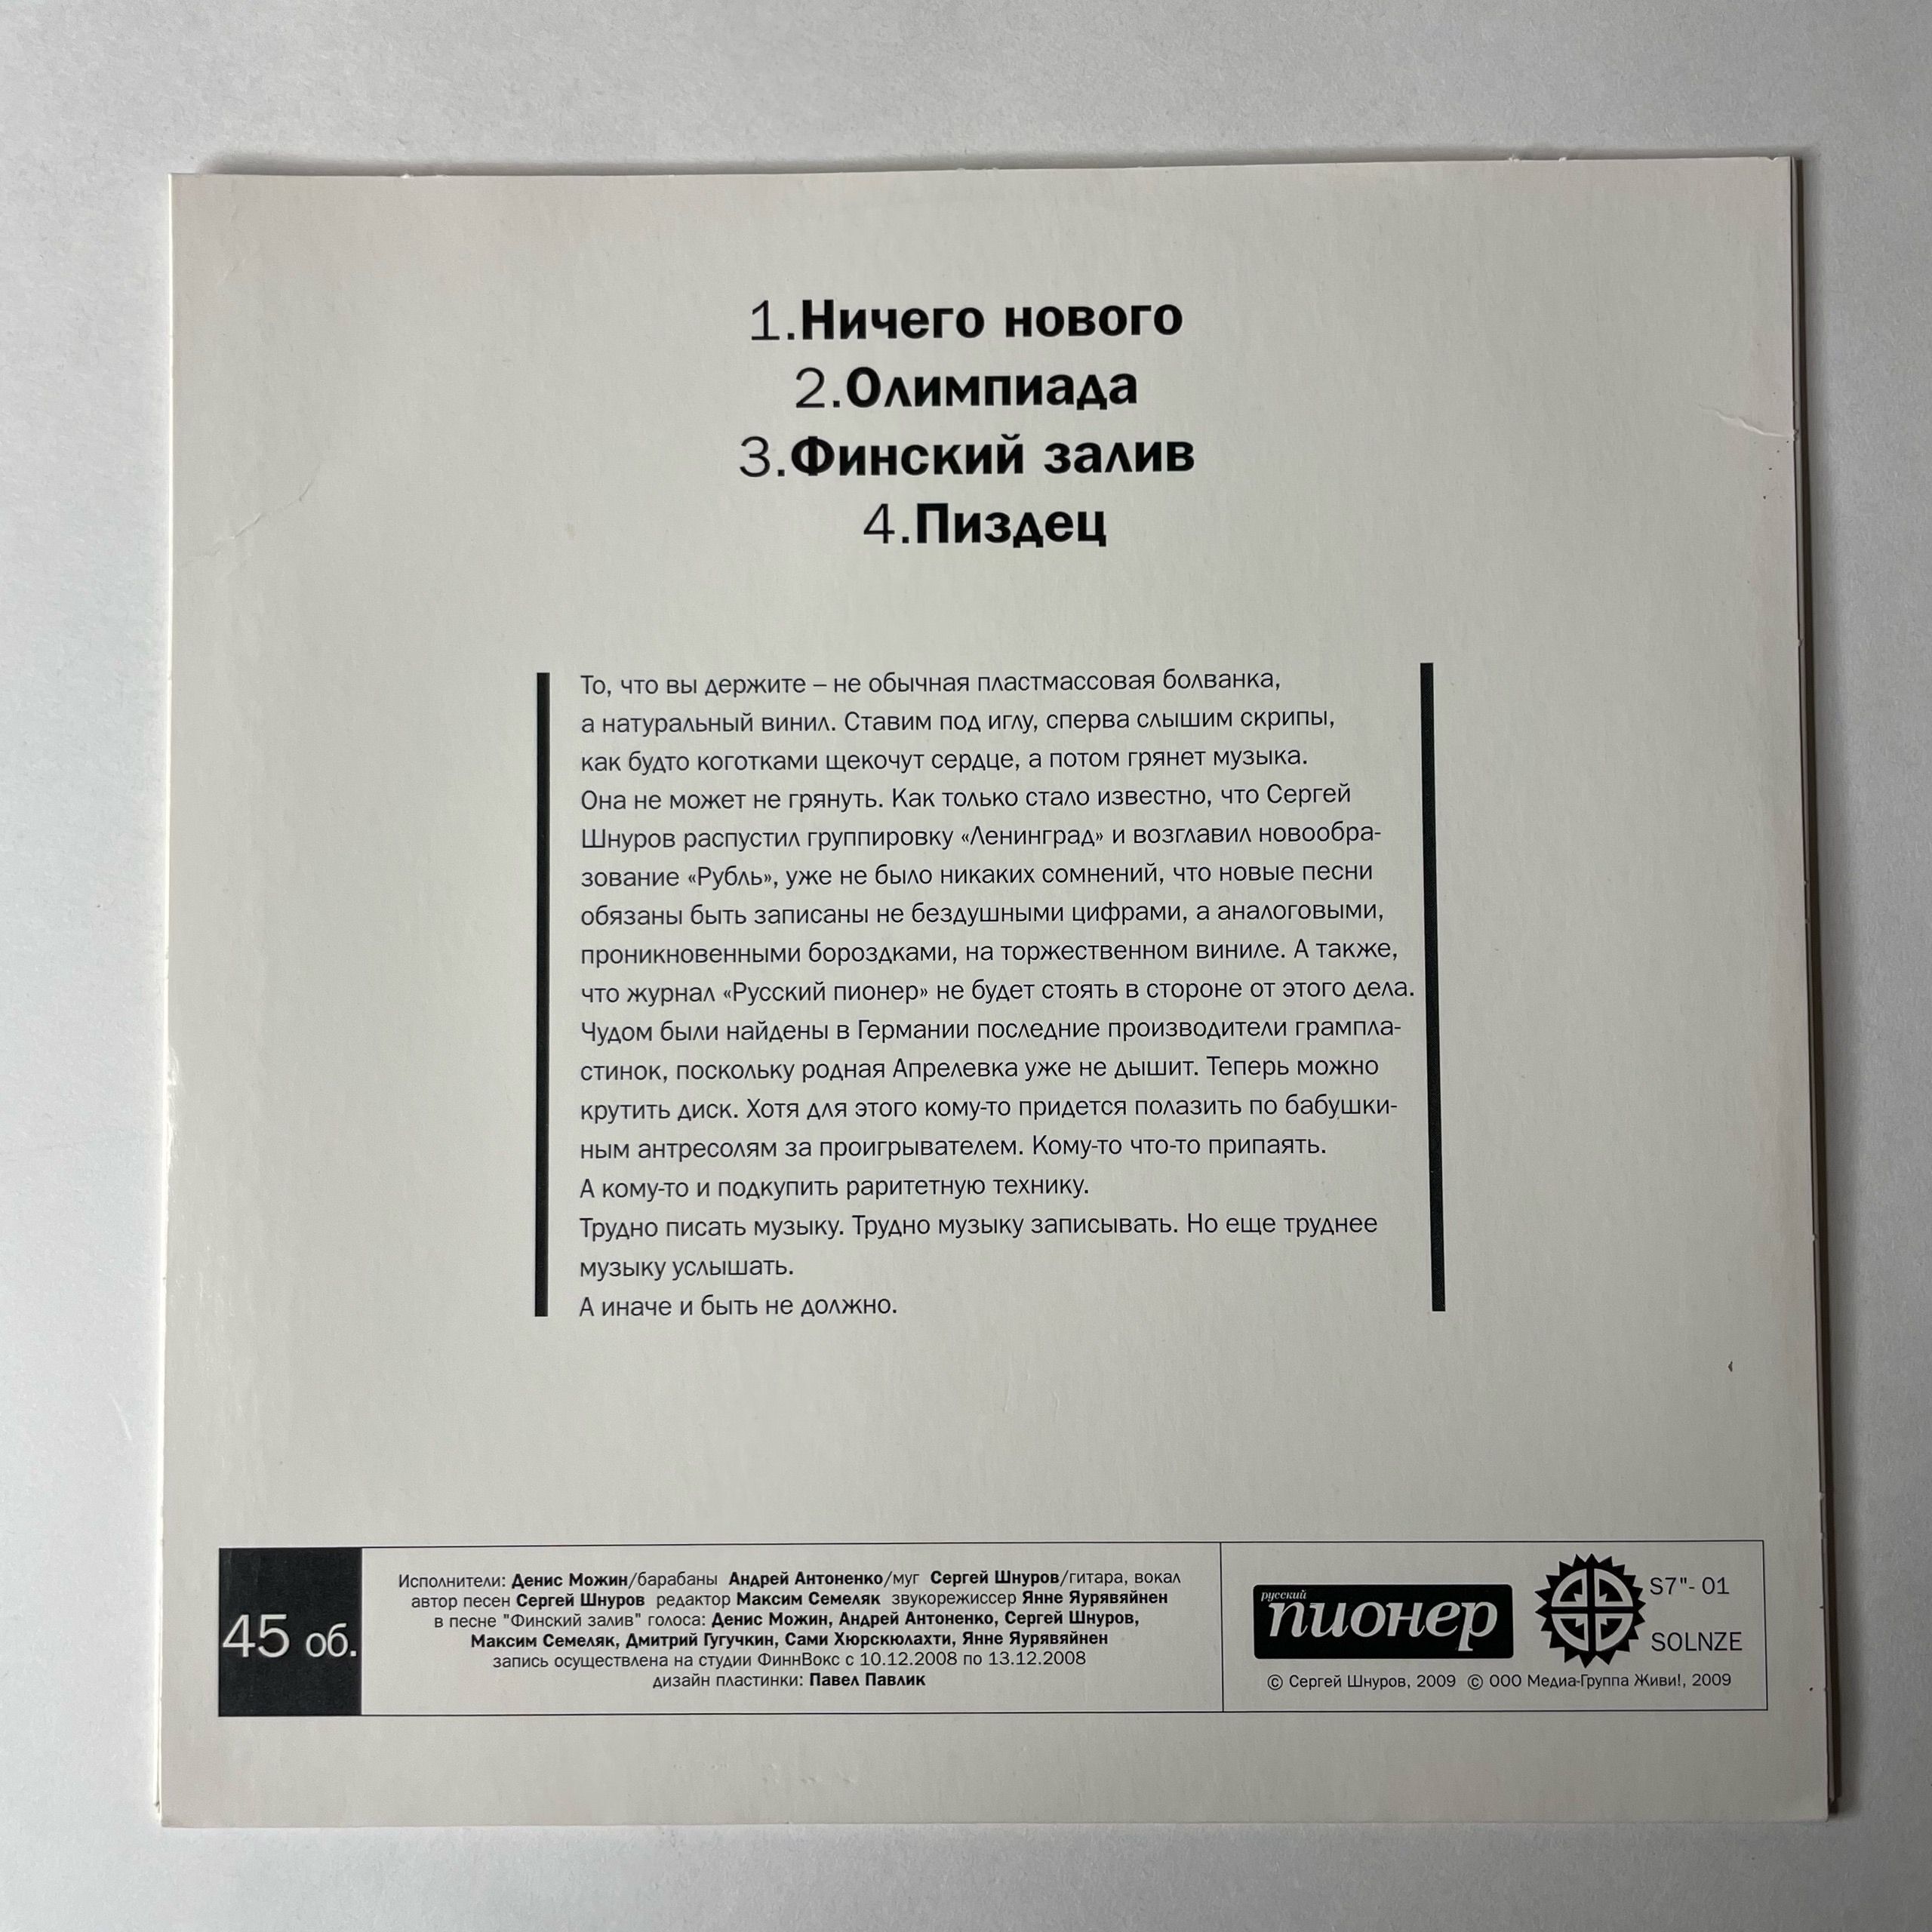 1.Ничего нового
2.Олимпиада
3.Финский залив
4.Пиздец
То, что вы держите – не обычная пластмассовая болванка,
а натуральный винил. Ставим под иглу, сперва слышим скрипы,
как будто коготками щекочут сердце, а потом грянет музыка.
Она не может не грянуть. Как только стало известно, что Сергей
Шнуров распустил группировку «Ленинград» и возглавил новообра-
зование «Рубль», уже не было никаких сомнений, что новые песни
обязаны быть записаны не бездушными цифрами, а аналоговыми,
проникновенными бороздками, на торжественном виниле. А также,
что журнал «Русский пионер» не будет стоять в стороне от этого дела.
Чудом были найдены в Германии последние производители грампла-
стинок, поскольку родная Апрелевка уже не дышит. Теперь можно
крутить диск. Хотя для этого кому-то придется полазить по бабушки-
ным антресолям за проигрывателем. Кому-то что-то припаять.
А кому-то и подкупить раритетную технику.
Трудно писать музыку. Трудно музыку записывать. Но еще труднее
музыку услышать.
А иначе и быть не должно.
45 об.
Исполнители: Денис Можин/барабаны Андрей Антоненко/муг Сергей Шнуров/гитара, вокал
автор песен Сергей Шнуров редактор Максим Семеляк звукорежиссер Янне Яурявяйнен
в песне "Финский залив" голоса: Денис Можин, Андрей Антоненко, Сергей Шнуров,
Максим Семеляк, Дмитрий Гугучкин, Сами Хюрскюлахти, Янне Яурявяйнен
запись осуществлена на студии ФиннВокс с 10.12.2008 по 13.12.2008
дизайн пластинки: Павел Павлик
русский
пионер
S7"- 01
SOLNZE
© Сергей Шнуров, 2009 © ООО Медиа-Группа Живи!, 2009